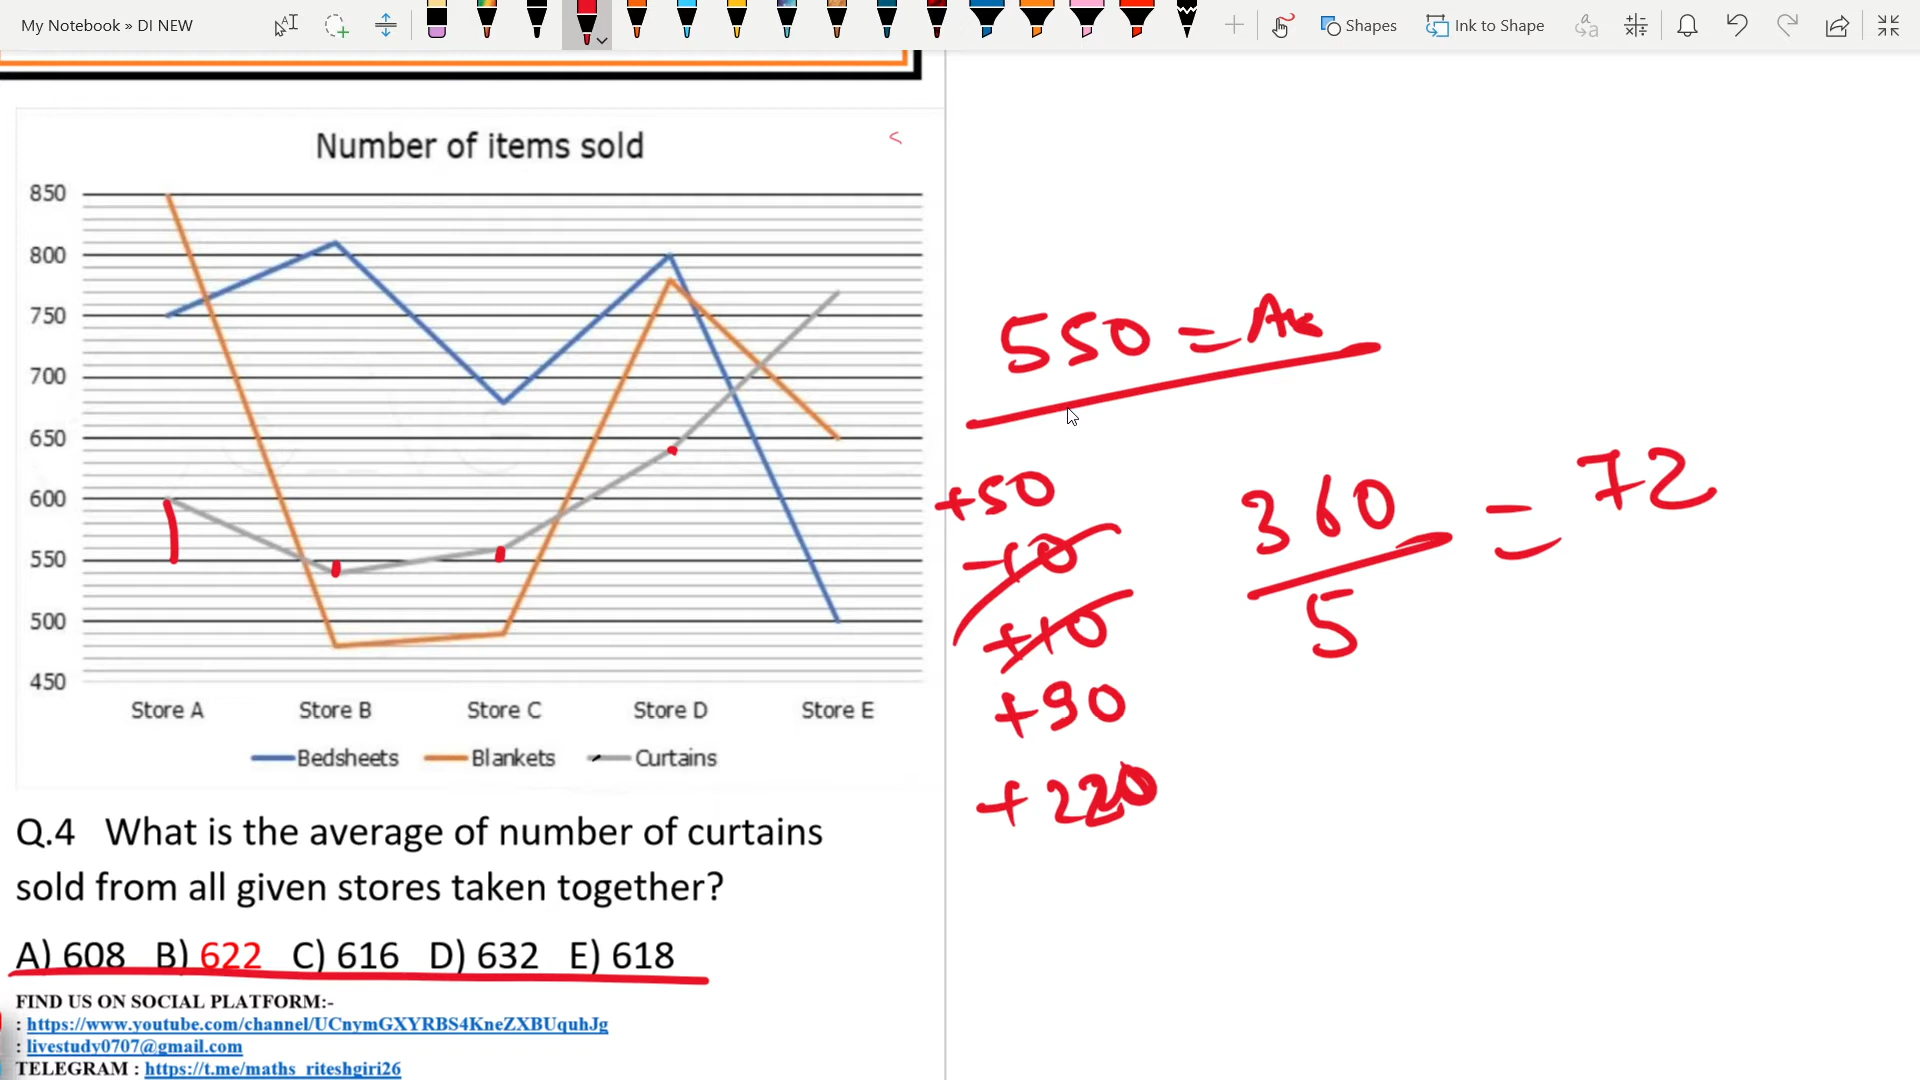 My Notebook » DI NEW
Shapes
Ink to Shape
Number of items sold
850
800
750
700
650
600
550
500
450
Store A Store B Store C Store D Store E
Bedsheets Blankets Curtains
Q.4 What is the average of number of curtains
sold from all given stores taken together?
A) 608 B) 622 C) 616 D) 632 E) 618
FIND US ON SOCIAL PLATFORM:-
: https://www.youtube.com/channel/UCnymGXYRBS4KneZXBUquhJg
: livestudy0707@gmail.com
TELEGRAM : https://t.me/maths_riteshgiri26
550 =
+50
-10
+10
+90
+220
360
5
= 72